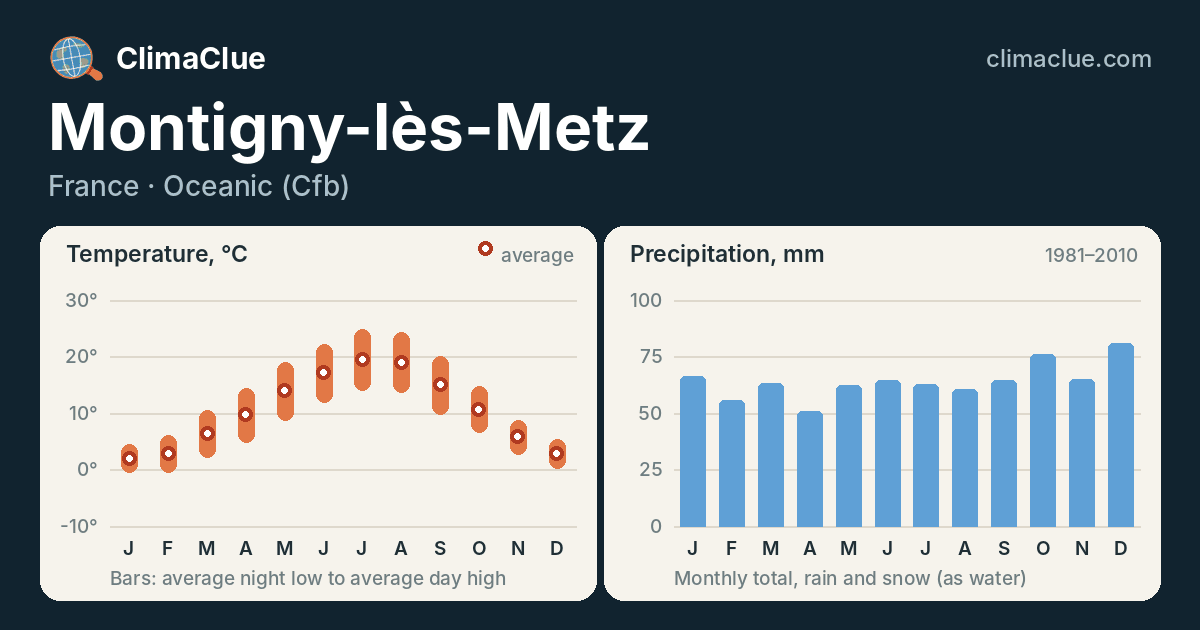 ClimaClue
climaclue.com
Montigny-lès-Metz
France · Oceanic (Cfb)
Temperature, °C
average
30°
20°
10°
0°
-10°
J F M A M J J A S O N D
Bars: average night low to average day high
Precipitation, mm
1981–2010
100
75
50
25
0
J F M A M J J A S O N D
Monthly total, rain and snow (as water)